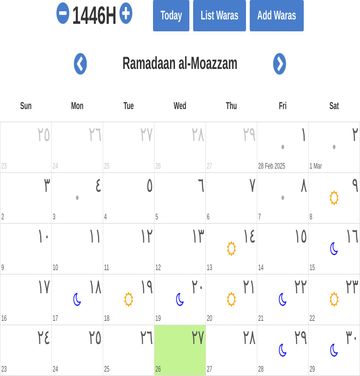 1446H
Today
List Waras
Add Waras
Ramadaan al-Moazzam
Sun Mon Tue Wed Thu Fri Sat
٢٥ ٢٦ ٢٧ ٢٨ ٢٩ ١ ٢
23 24 25 26 27 28 Feb 2025 1 Mar
٣ ٤ ٥ ٦ ٧ ٨ ٩
2 3 4 5 6 7 8
١٠ ١١ ١٢ ١٣ ١٤ ١٥ ١٦
9 10 11 12 13 14 15
١٧ ١٨ ١٩ ٢٠ ٢١ ٢٢ ٢٣
16 17 18 19 20 21 22
٢٤ ٢٥ ٢٦ ٢٧ ٢٨ ٢٩ ٣٠
23 24 25 26 27 28 29